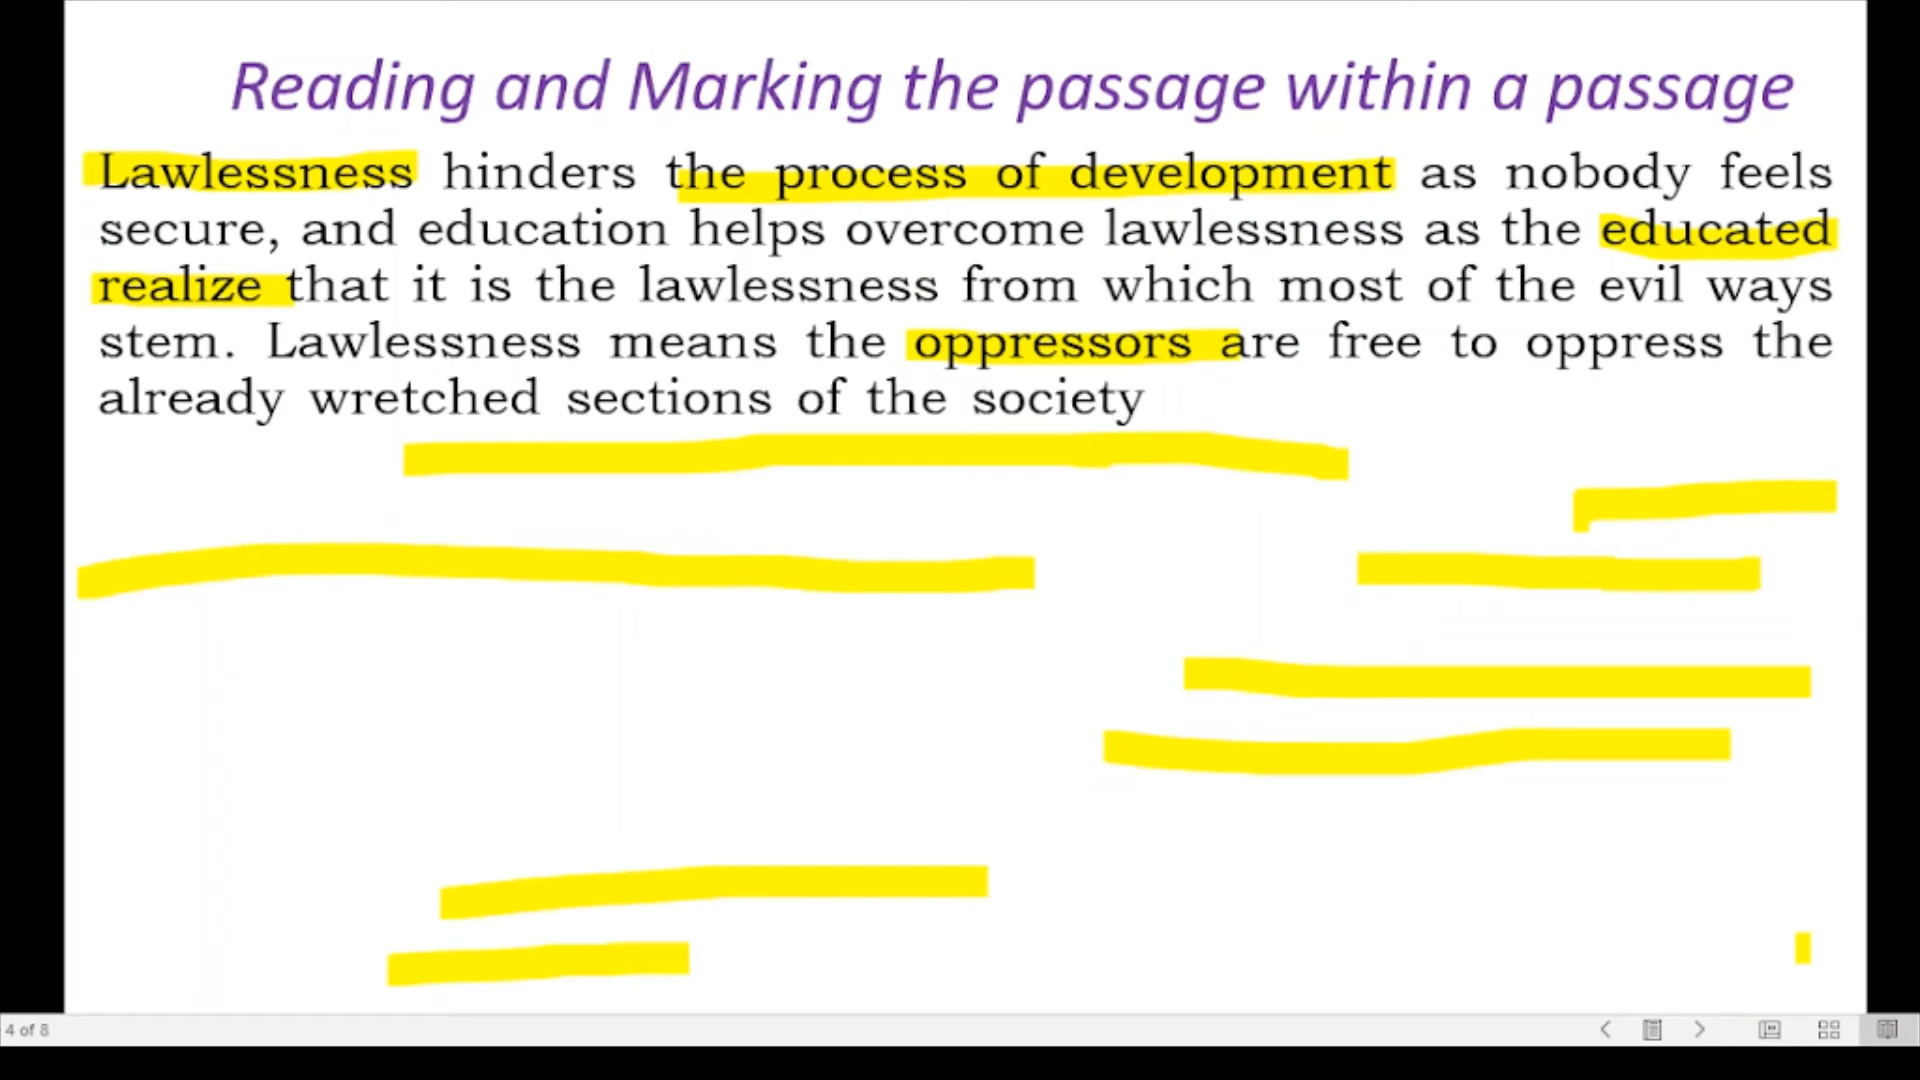 Reading and Marking the passage within a passage
Lawlessness hinders the process of development as nobody feels
secure, and education helps overcome lawlessness as the educated
realize that it is the lawlessness from which most of the evil ways
stem. Lawlessness means the oppressors are free to oppress the
already wretched sections of the society
4 of 8